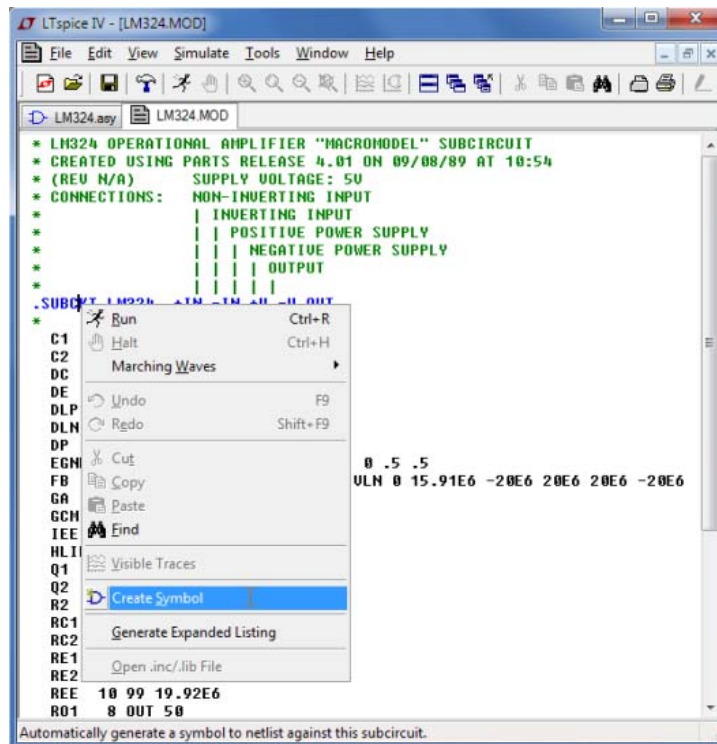 LTspice IV - [LM324.MOD]
File Edit View Simulate Tools Window Help
LM324.asy LM324.MOD
* LM324 OPERATIONAL AMPLIFIER "MACROMODEL" SUBCIRCUIT
* CREATED USING PARTS RELEASE 4.01 ON 09/08/89 AT 10:54
* (REV N/A) SUPPLY VOLTAGE: 5V
* CONNECTIONS: NON-INVERTING INPUT
* | INVERTING INPUT
* | | POSITIVE POWER SUPPLY
* | | | NEGATIVE POWER SUPPLY
* | | | | OUTPUT
* | | | | |
.SUBCKT LM324 +IN -IN +V -V OUT
*
Run Ctrl+R
C1
Halt Ctrl+H
C2
Marching Waves
DC
DE
Undo F9
DLP
Redo Shift+F9
DLN
DP
Cut
EGN
0 .5 .5
FB
Copy
VLN 0 15.91E6 -20E6 20E6 20E6 -20E6
GA
Paste
GCM
Find
IEE
HLI
Visible Traces
Q1
Q2
Create Symbol
R2
RC1
Generate Expanded Listing
RC2
RE1
Open .inc/.lib File
RE2
REE 10 99 19.92E6
RO1 8 OUT 50
Automatically generate a symbol to netlist against this subcircuit.